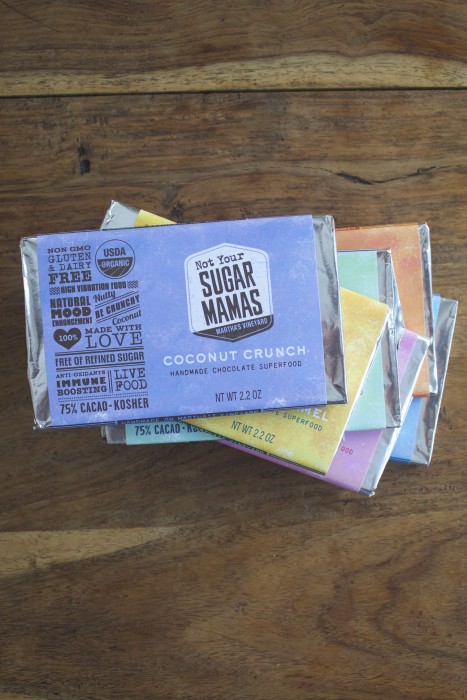 NON GMO
GLUTEN
& DAIRY
FREE
USDA
ORGANIC
HIGH VIBRATION FOOD
NATURAL
MOOD
ENHANCEMENT
Nutty
BE CRUNCHY
Coconut
100%
MADE WITH
LOVE
FREE OF REFINED SUGAR
ANTI-OXIDANTS
IMMUNE
BOOSTING
LIVE
FOOD
75% CACAO • KOSHER
Not Your
SUGAR
MAMAS
MARTHA'S VINEYARD
COCONUT CRUNCH
HANDMADE CHOCOLATE SUPERFOOD
NT WT 2.2 OZ
SUPERFOOD
NT WT 2.2 OZ
75% CACAO •